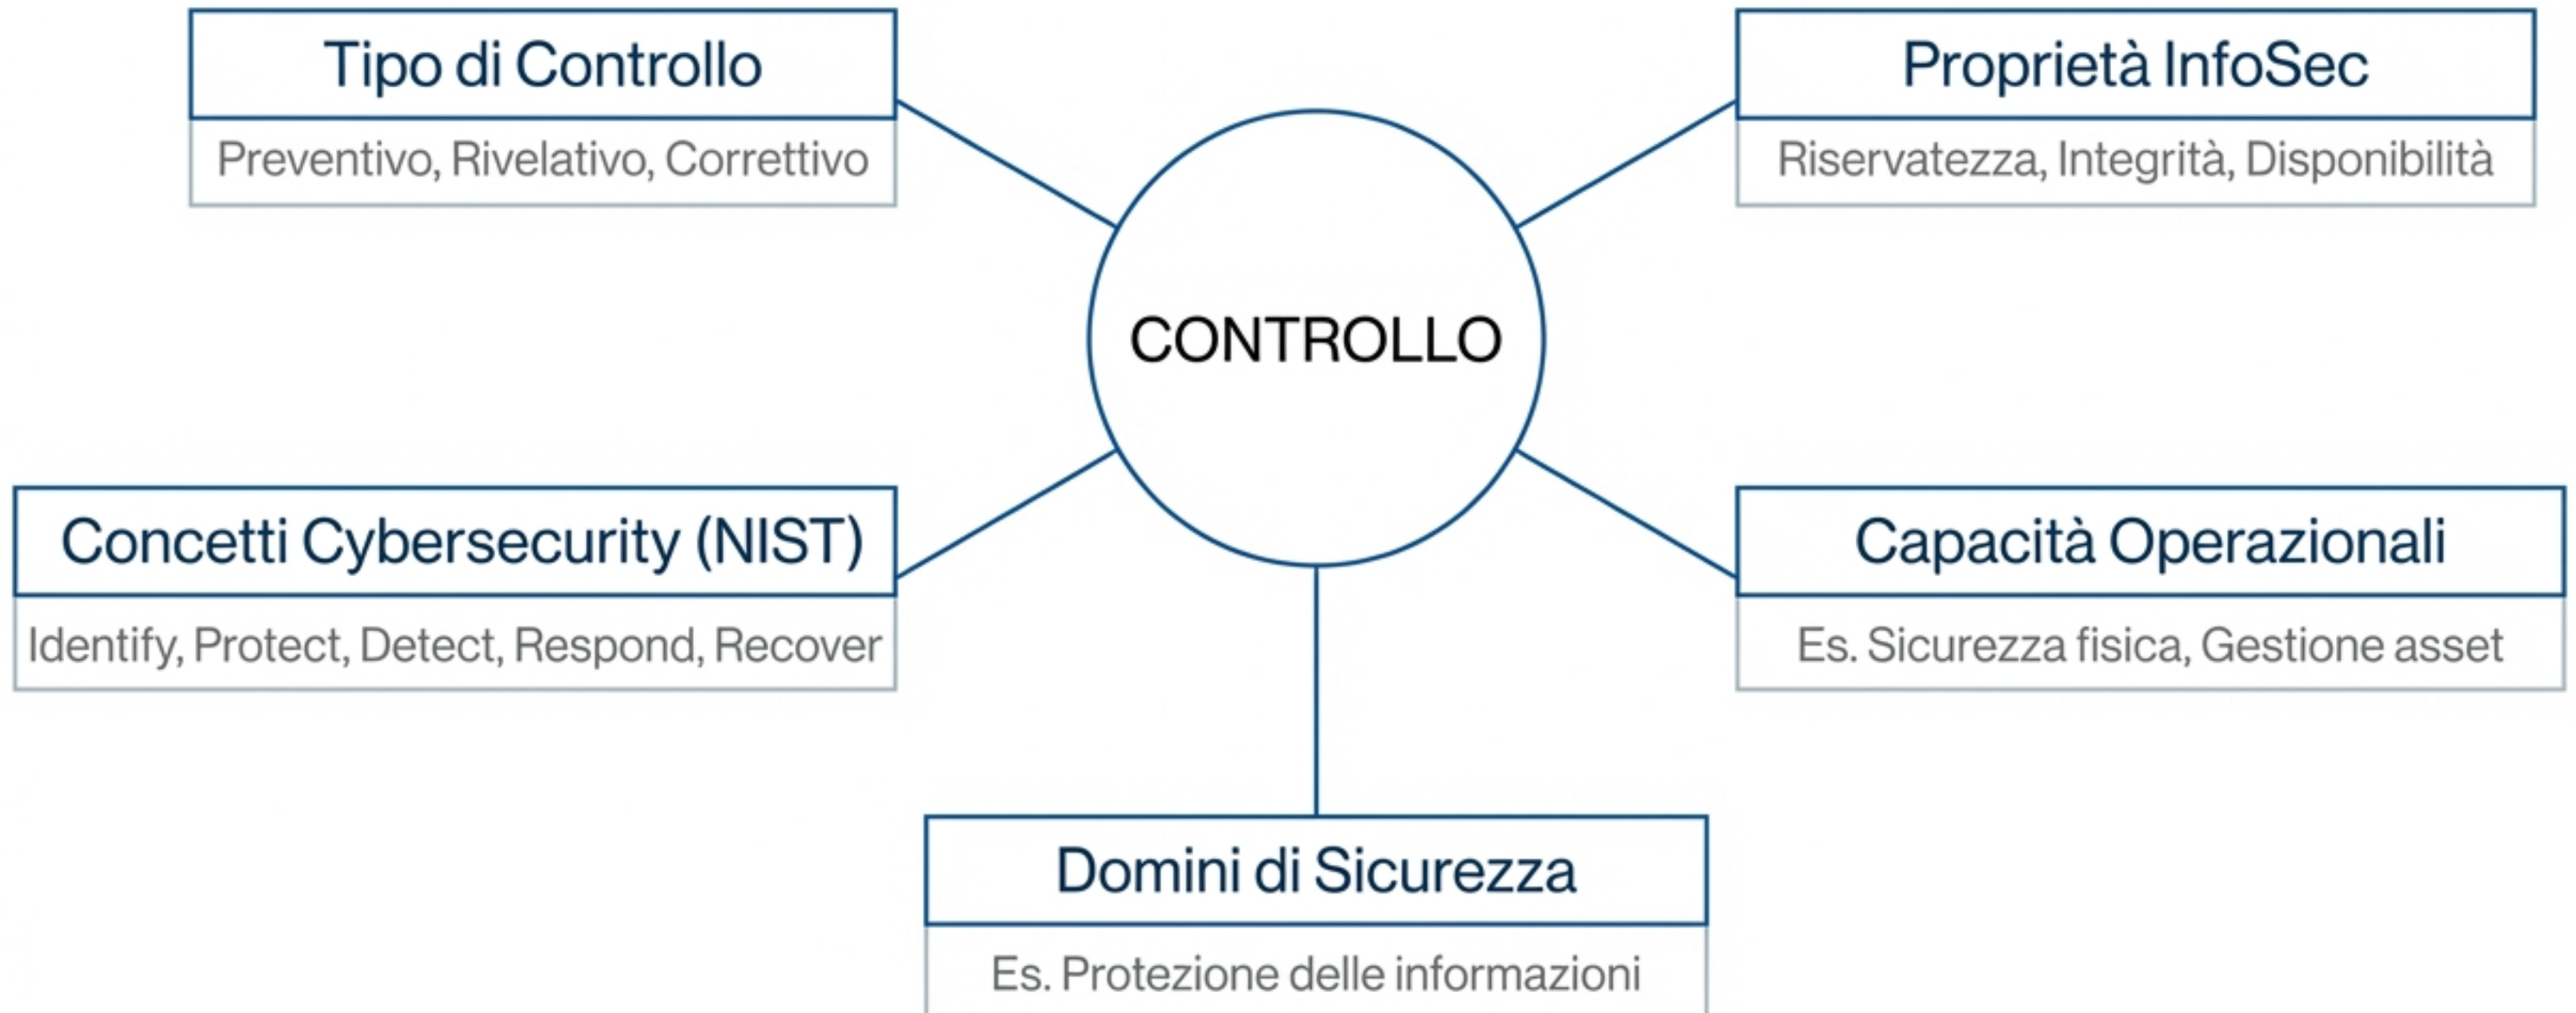 Tipo di Controllo
Preventivo, Rivelativo, Correttivo
Proprietà InfoSec
Riservatezza, Integrità, Disponibilità
CONTROLLO
Concetti Cybersecurity (NIST)
Identify, Protect, Detect, Respond, Recover
Capacità Operazionali
Es. Sicurezza fisica, Gestione asset
Domini di Sicurezza
Es. Protezione delle informazioni